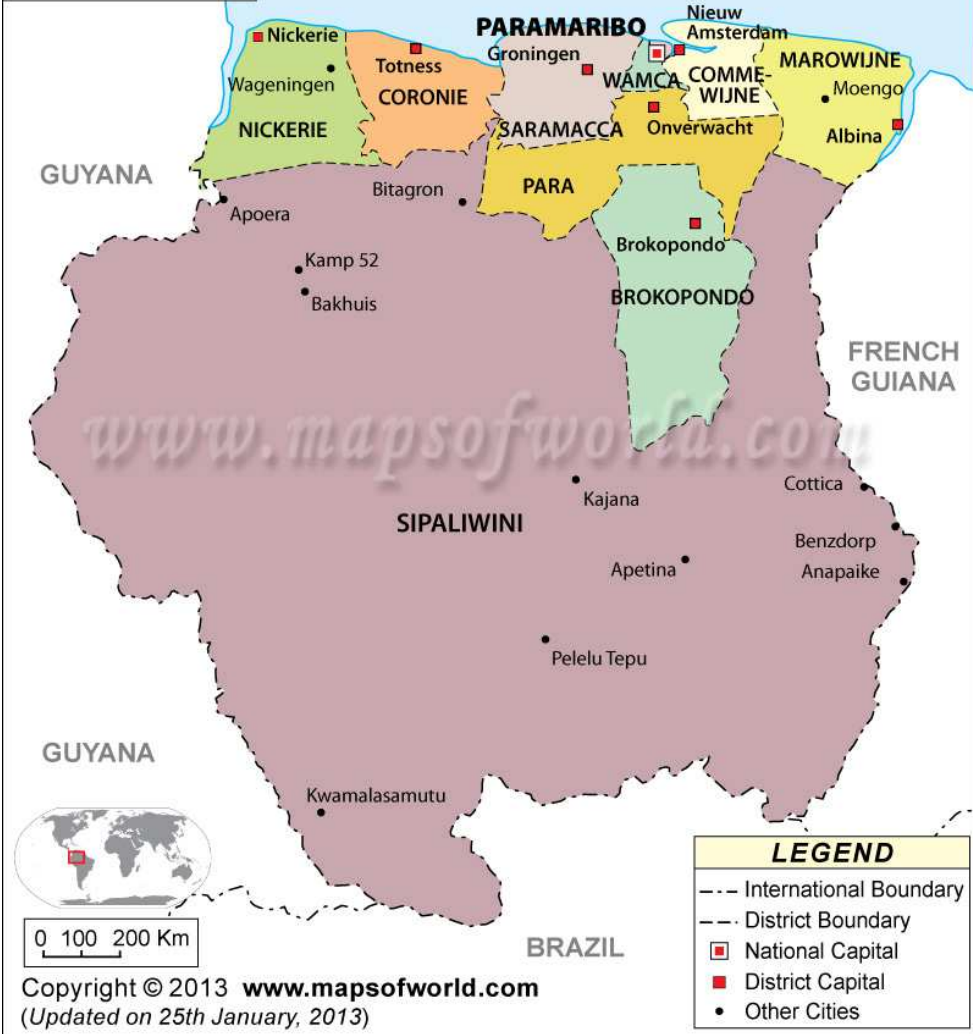 PARAMARIBO
Nieuw
Amsterdam
Nickerie
Groningen
Totness
Wageningen
WAMCA
COMME-
WIJNE
MAROWIJNE
Moengo
CORONIE
NICKERIE
SARAMACCA
Onverwacht
Albina
GUYANA
Bitagron
PARA
Apoera
Brokopondo
Kamp 52
Bakhuis
BROKOPONDO
FRENCH
GUIANA
www.mapsofworld.com
Cottica
Kajana
SIPALIWINI
Benzdorp
Apetina
Anapaike
Pelelu Tepu
GUYANA
Kwamalasamutu
BRAZIL
LEGEND
International Boundary
District Boundary
National Capital
District Capital
Other Cities
0 100 200 Km
Copyright © 2013 www.mapsofworld.com
(Updated on 25th January, 2013)